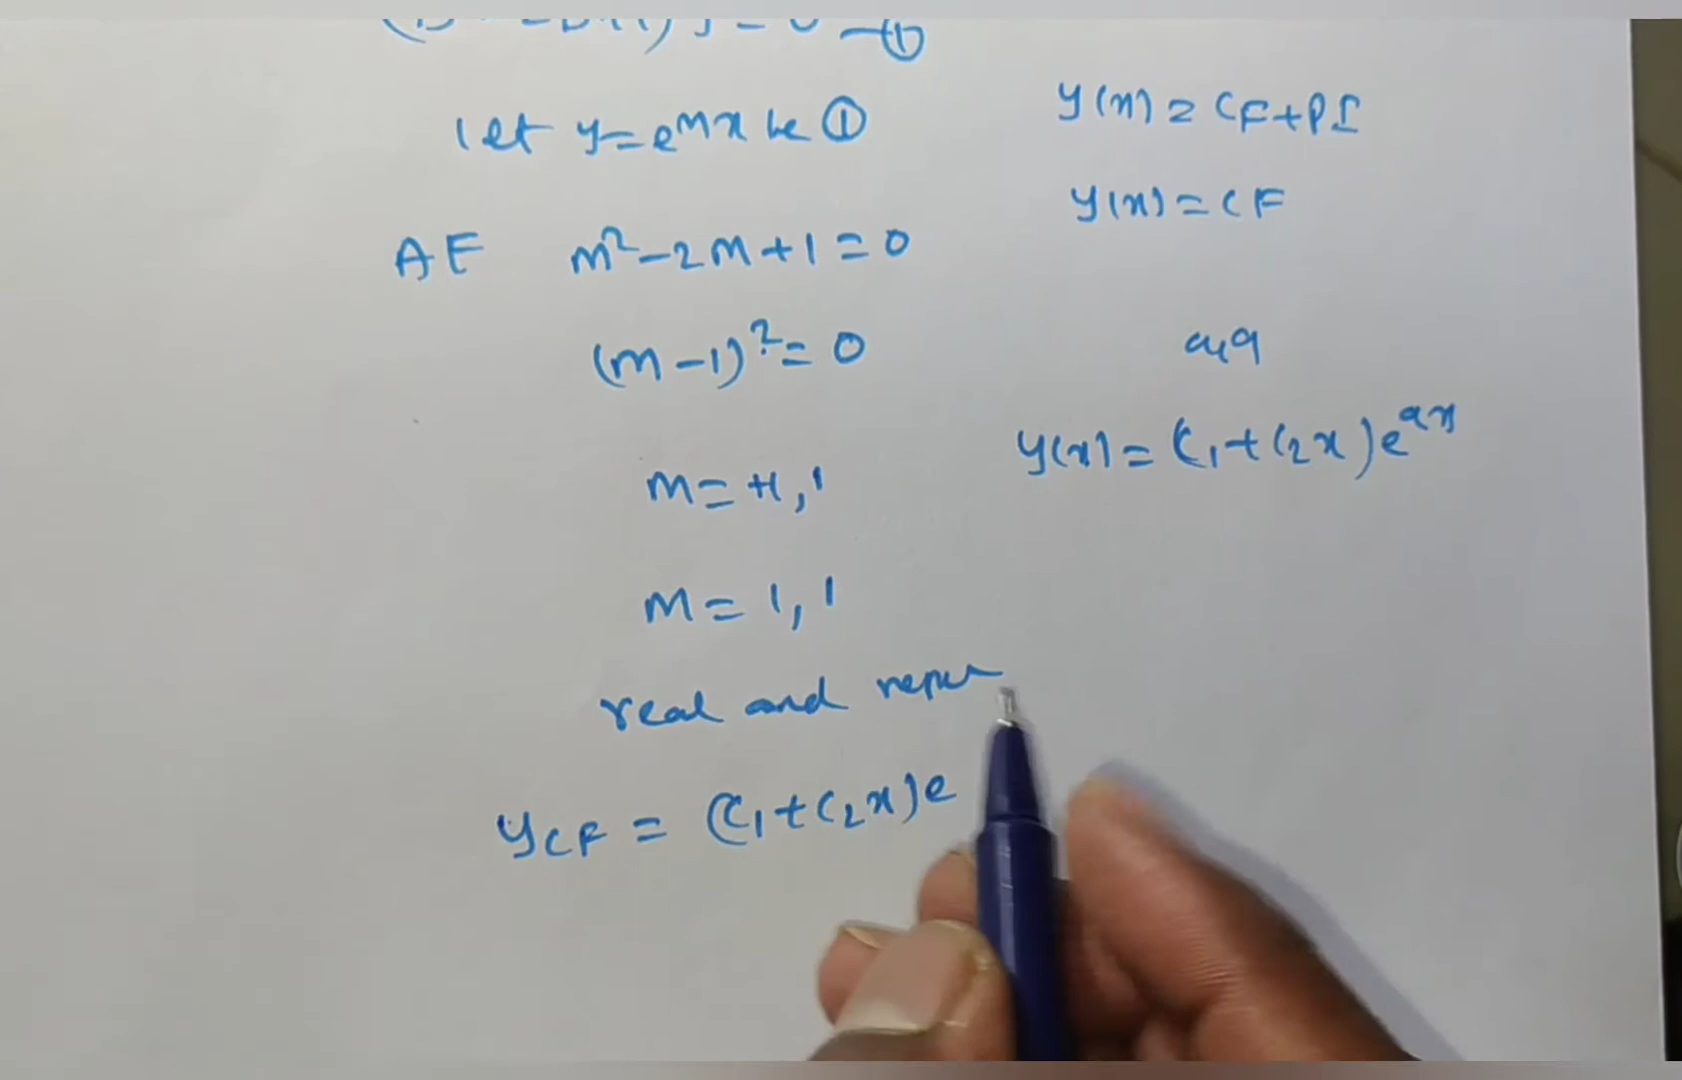 let y=e^mx be ①
AE m²-2m+1=0
(m-1)²=0
m=+1,1
m=1,1
real and
y_CF = (C₁+C₂x)e
y(x)=CF+PI
y(x)=CF
a,a
y(x)=(C₁+C₂x)e^ax